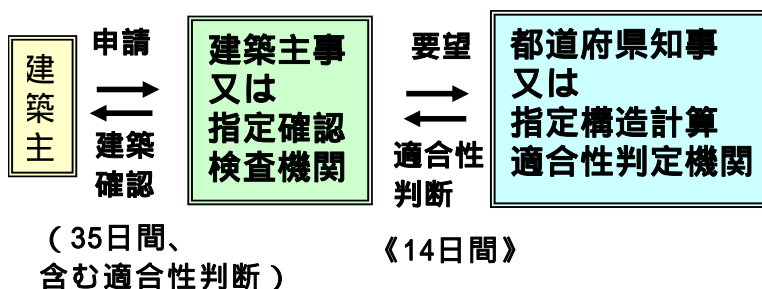 建築主
申請
建築
確認
建築主事
又は
指定確認
検査機関
要望
適合性
判断
都道府県知事
又は
指定構造計算
適合性判定機関
（35日間、
含む適合性判断）
《14日間》